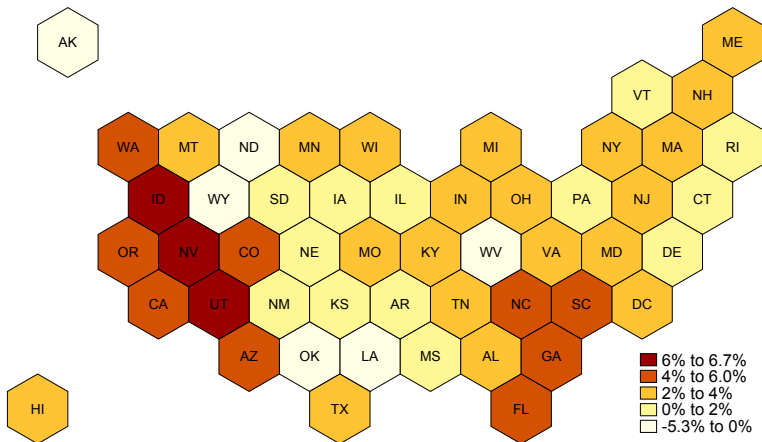 AK
ME
VT NH
WA MT ND MN WI MI NY MA RI
ID WY SD IA IL IN OH PA NJ CT
OR NV CO NE MO KY WV VA MD DE
CA UT NM KS AR TN NC SC DC
AZ OK LA MS AL GA
HI TX FL
6% to 6.7%
4% to 6.0%
2% to 4%
0% to 2%
-5.3% to 0%